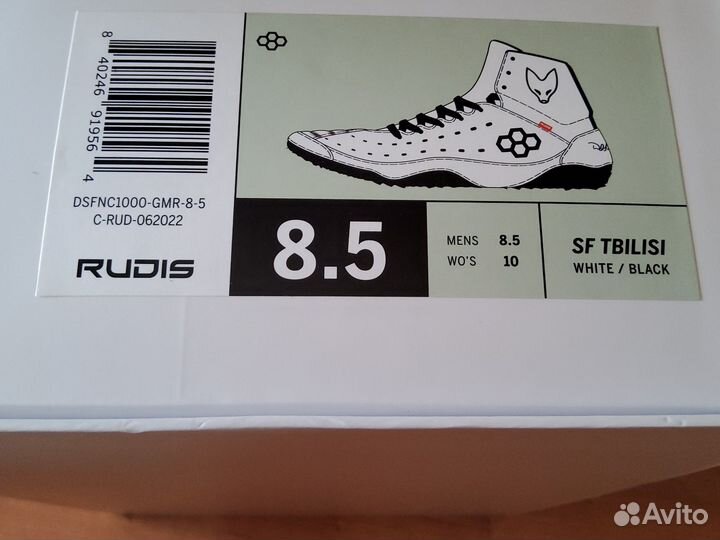 8 40246 91956 4
DSFNC1000-GMR-8-5
C-RUD-062022
RUDIS
8.5
MENS 8.5
WO'S 10
SF TBILISI
WHITE / BLACK
Avito